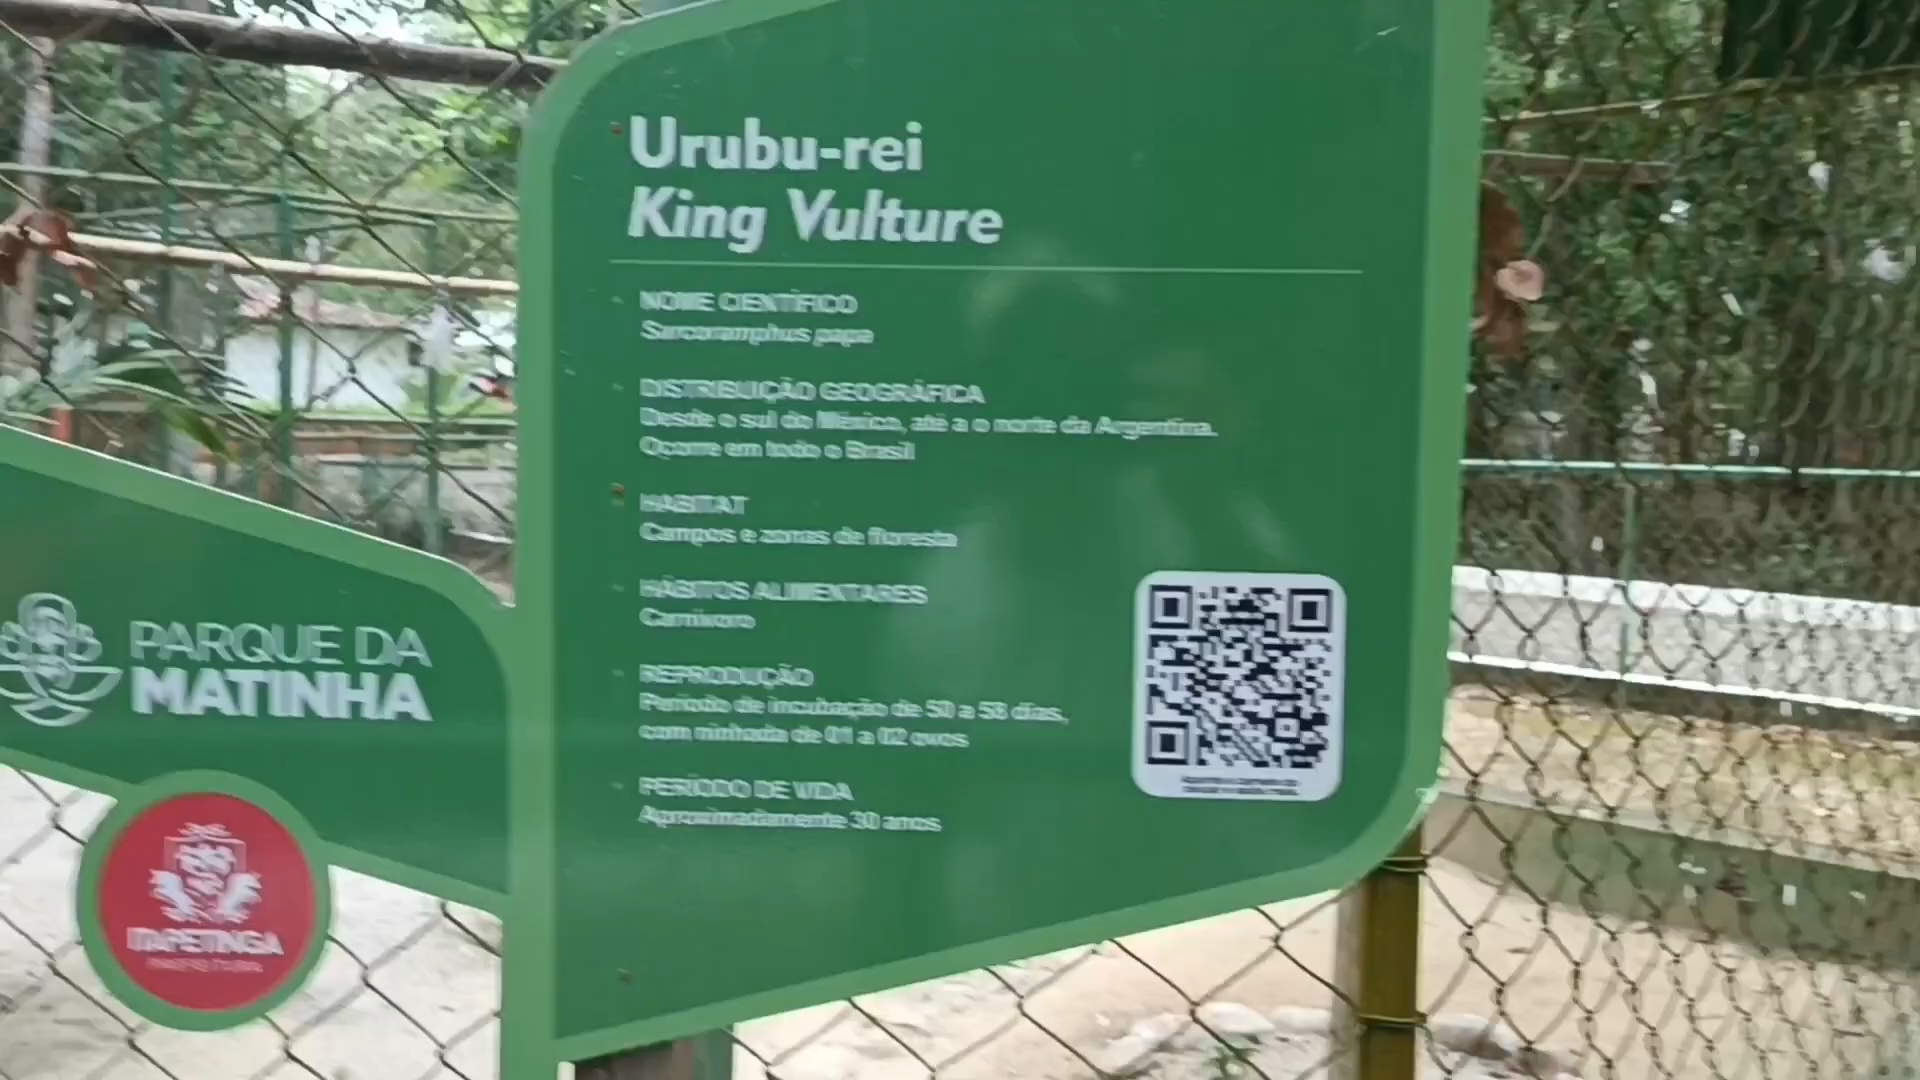 Urubu-rei
King Vulture
NOME CIENTÍFICO
Sarcoramphus papa
DISTRIBUIÇÃO GEOGRÁFICA
Desde o sul do México, até a o norte da Argentina.
Ocorre em todo o Brasil
HABITAT
Campos e zonas de floresta
HÁBITOS ALIMENTARES
Carnívoro
REPRODUÇÃO
Período de incubação de 50 a 58 dias,
com ninhada de 01 a 02 ovos
PERÍODO DE VIDA
Aproximadamente 30 anos
PARQUE DA
MATINHA
ITAPETINGA
PREFEITURA